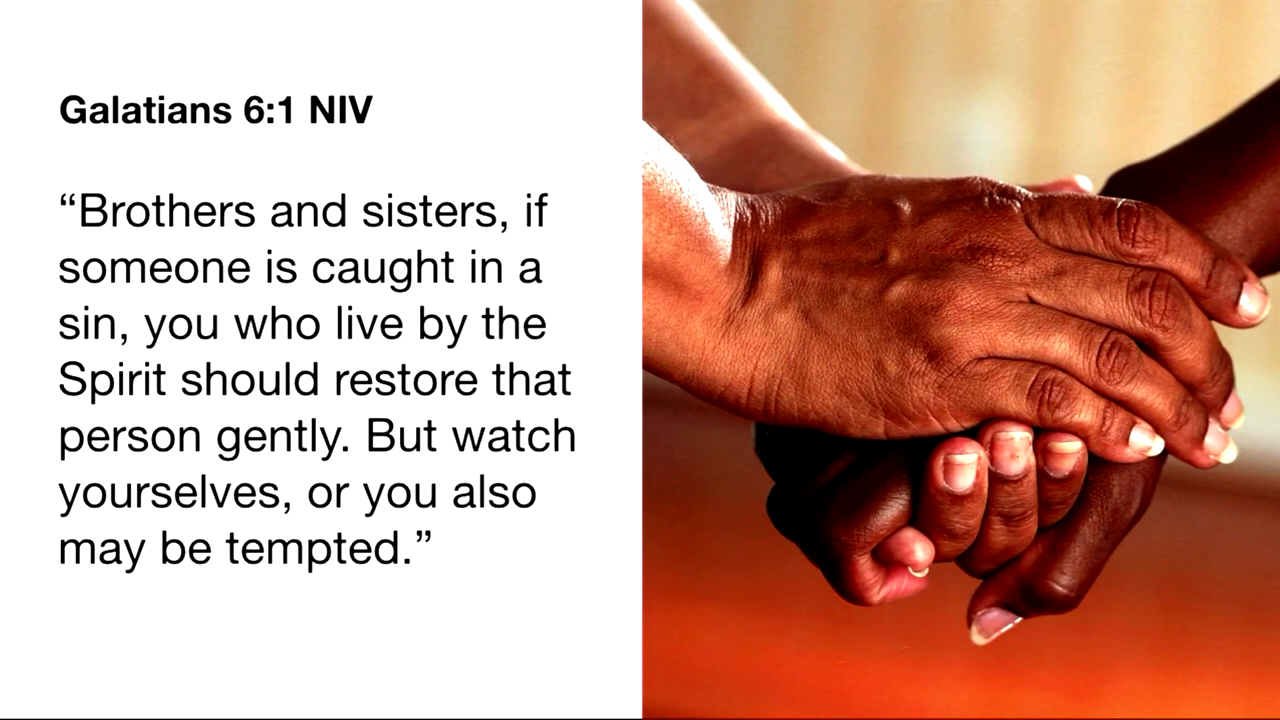 Galatians 6:1 NIV
“Brothers and sisters, if
someone is caught in a
sin, you who live by the
Spirit should restore that
person gently. But watch
yourselves, or you also
may be tempted.”